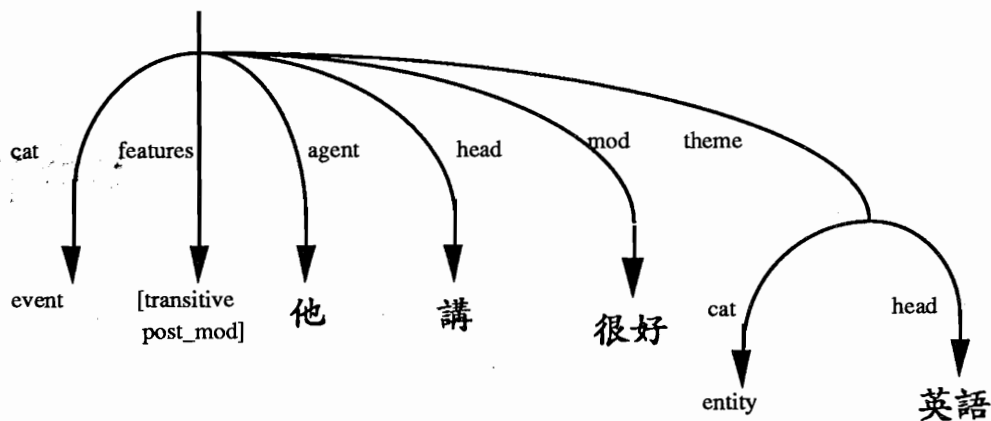 cat features agent head mod theme
event [transitive 他 講 很好 cat head
post_mod]
entity 英語